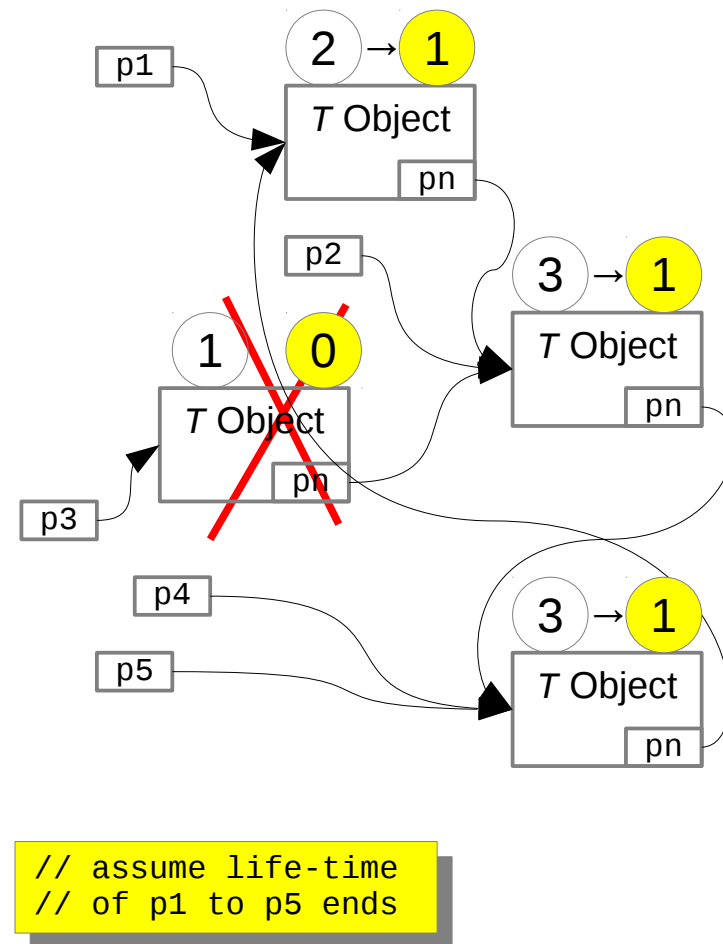 2 → 1
p1
T Object
pn
p2
3 → 1
T Object
pn
1 0
T Object
pn
p3
p4
3 → 1
p5
T Object
pn
// assume life-time
// of p1 to p5 ends